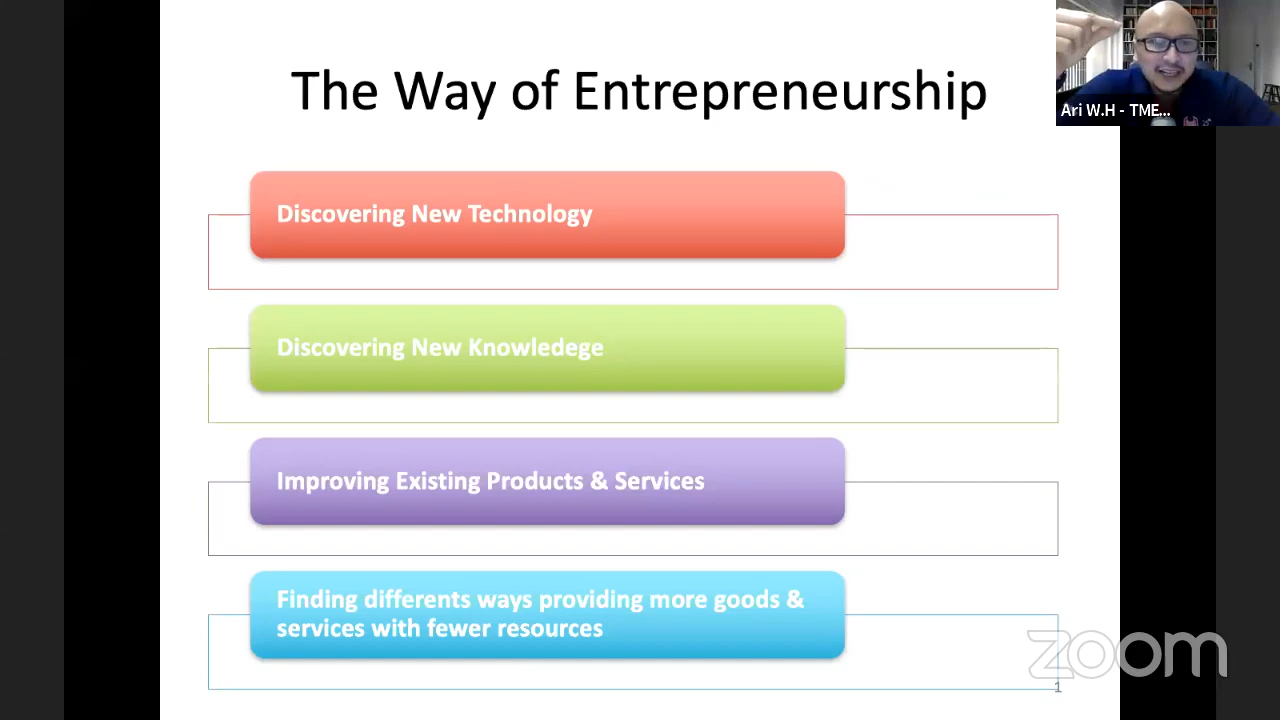 The Way of Entrepreneurship
Ari W.H - TME...
Discovering New Technology
Discovering New Knowledege
Improving Existing Products & Services
Finding differents ways providing more goods &
services with fewer resources
zoom
1